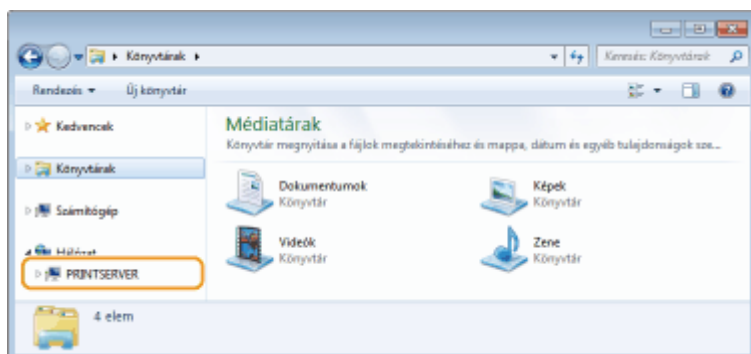 Könyvtárak
Keresés: Könyvtárak
Rendezés
Új könyvtár
Kedvencek
Könyvtárak
Számítógép
Hálózat
PRINTSERVER
Médiatárak
Könyvtár megnyitása a fájlok megtekintéséhez és mappa, dátum és egyéb tulajdonságok sze...
Dokumentumok
Könyvtár
Képek
Könyvtár
Videók
Könyvtár
Zene
Könyvtár
4 elem